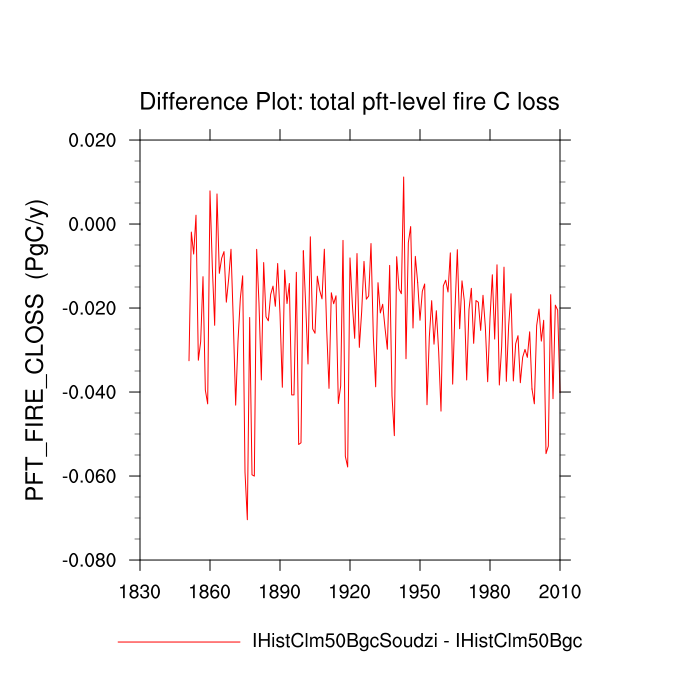 Difference Plot: total pft-level fire C loss
0.020
0.000
-0.020
-0.040
-0.060
-0.080
PFT_FIRE_CLOSS (PgC/y)
1830 1860 1890 1920 1950 1980 2010
IHistClm50BgcSoudzi - IHistClm50Bgc